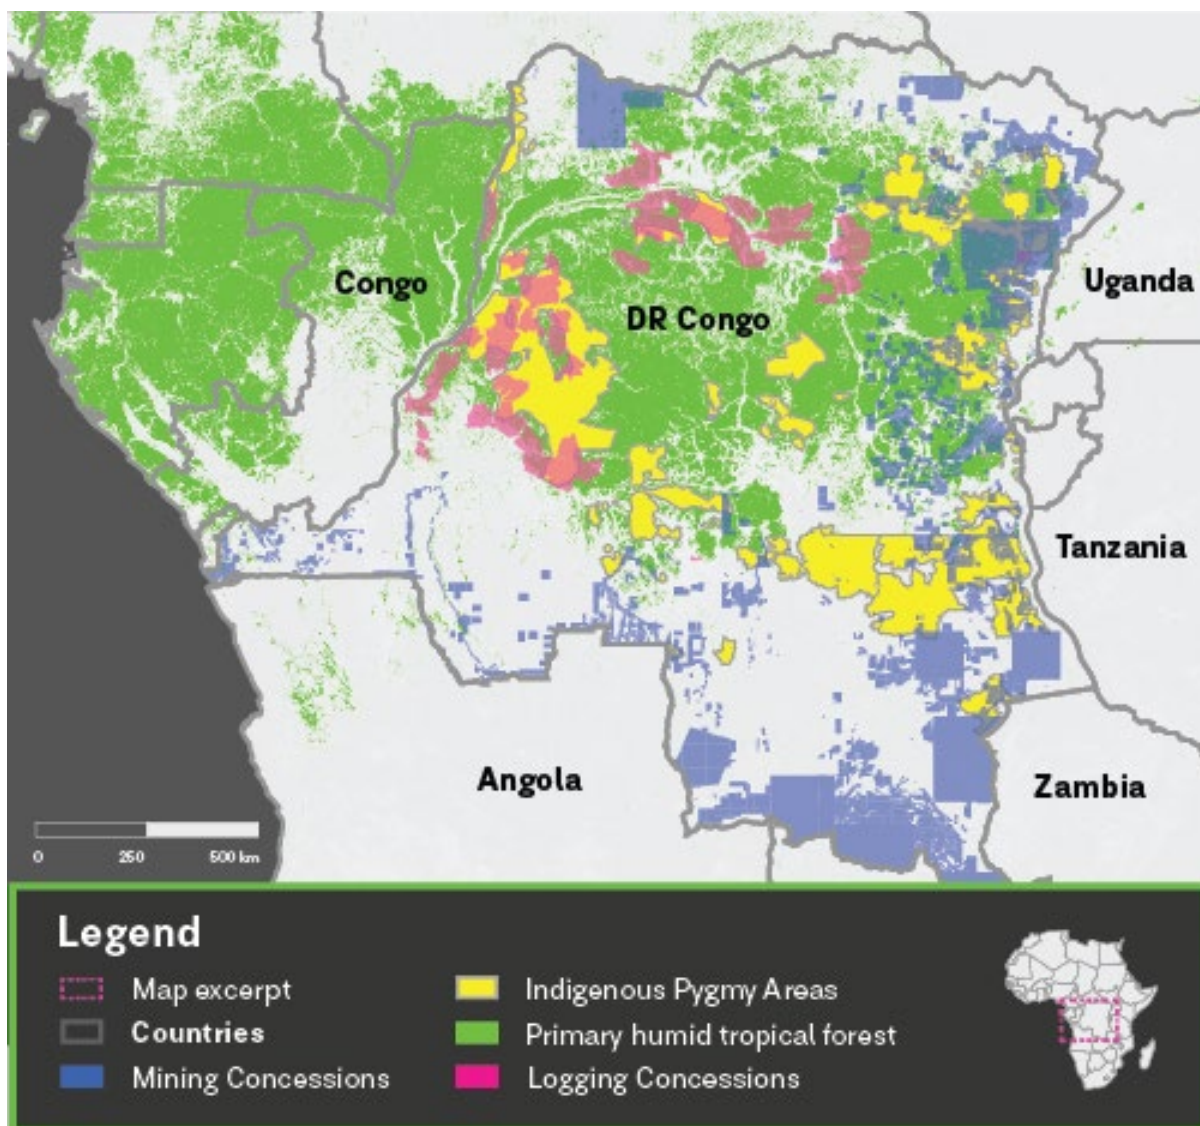 Congo
DR Congo
Uganda
Tanzania
Angola
Zambia
0 250 500 km
Legend
Map excerpt
Countries
Mining Concessions
Indigenous Pygmy Areas
Primary humid tropical forest
Logging Concessions